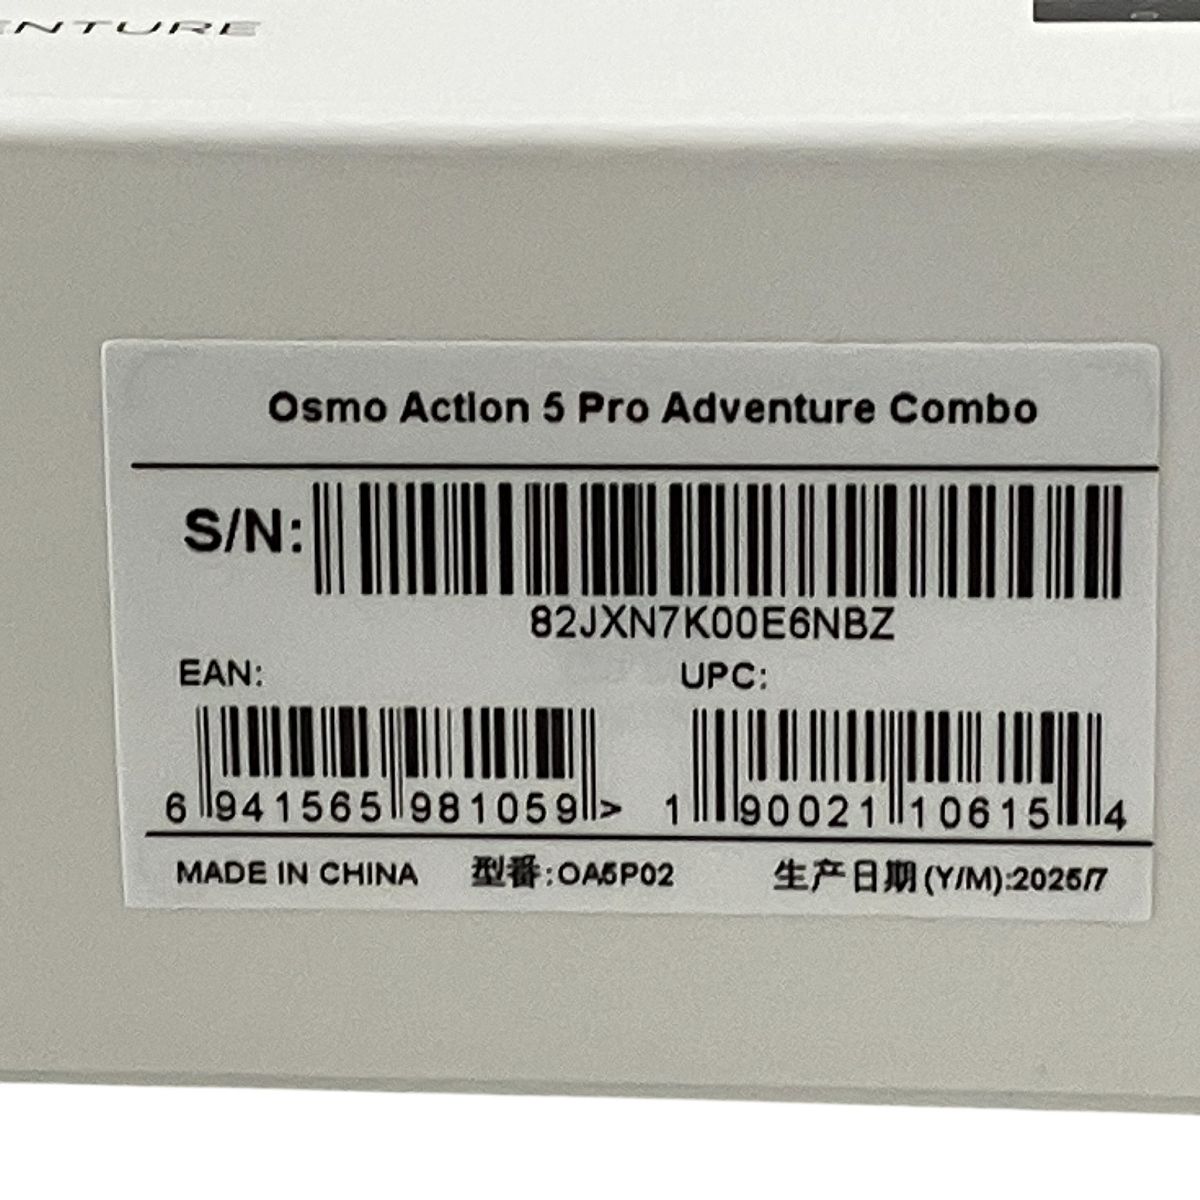 ENTURE
Osmo Action 5 Pro Adventure Combo
S/N:
82JXN7K00E6NBZ
EAN: UPC:
6 941565 981059 > 1 90021 10615 4
MADE IN CHINA 型番:OA5P02 生产日期(Y/M):2025/7